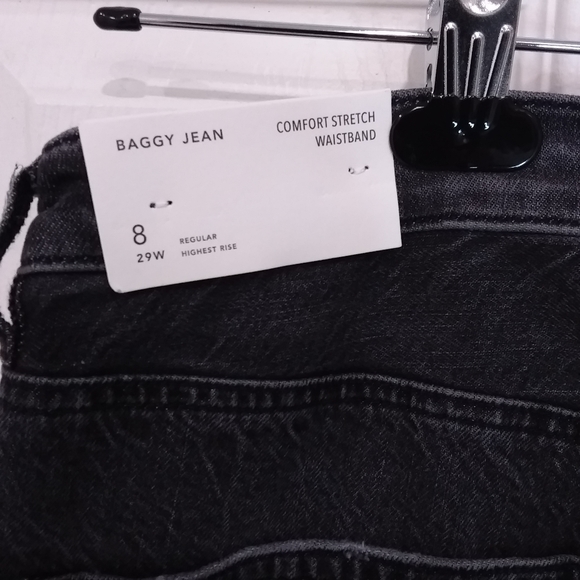 BAGGY JEAN
COMFORT STRETCH
WAISTBAND
8
29W
REGULAR
HIGHEST RISE